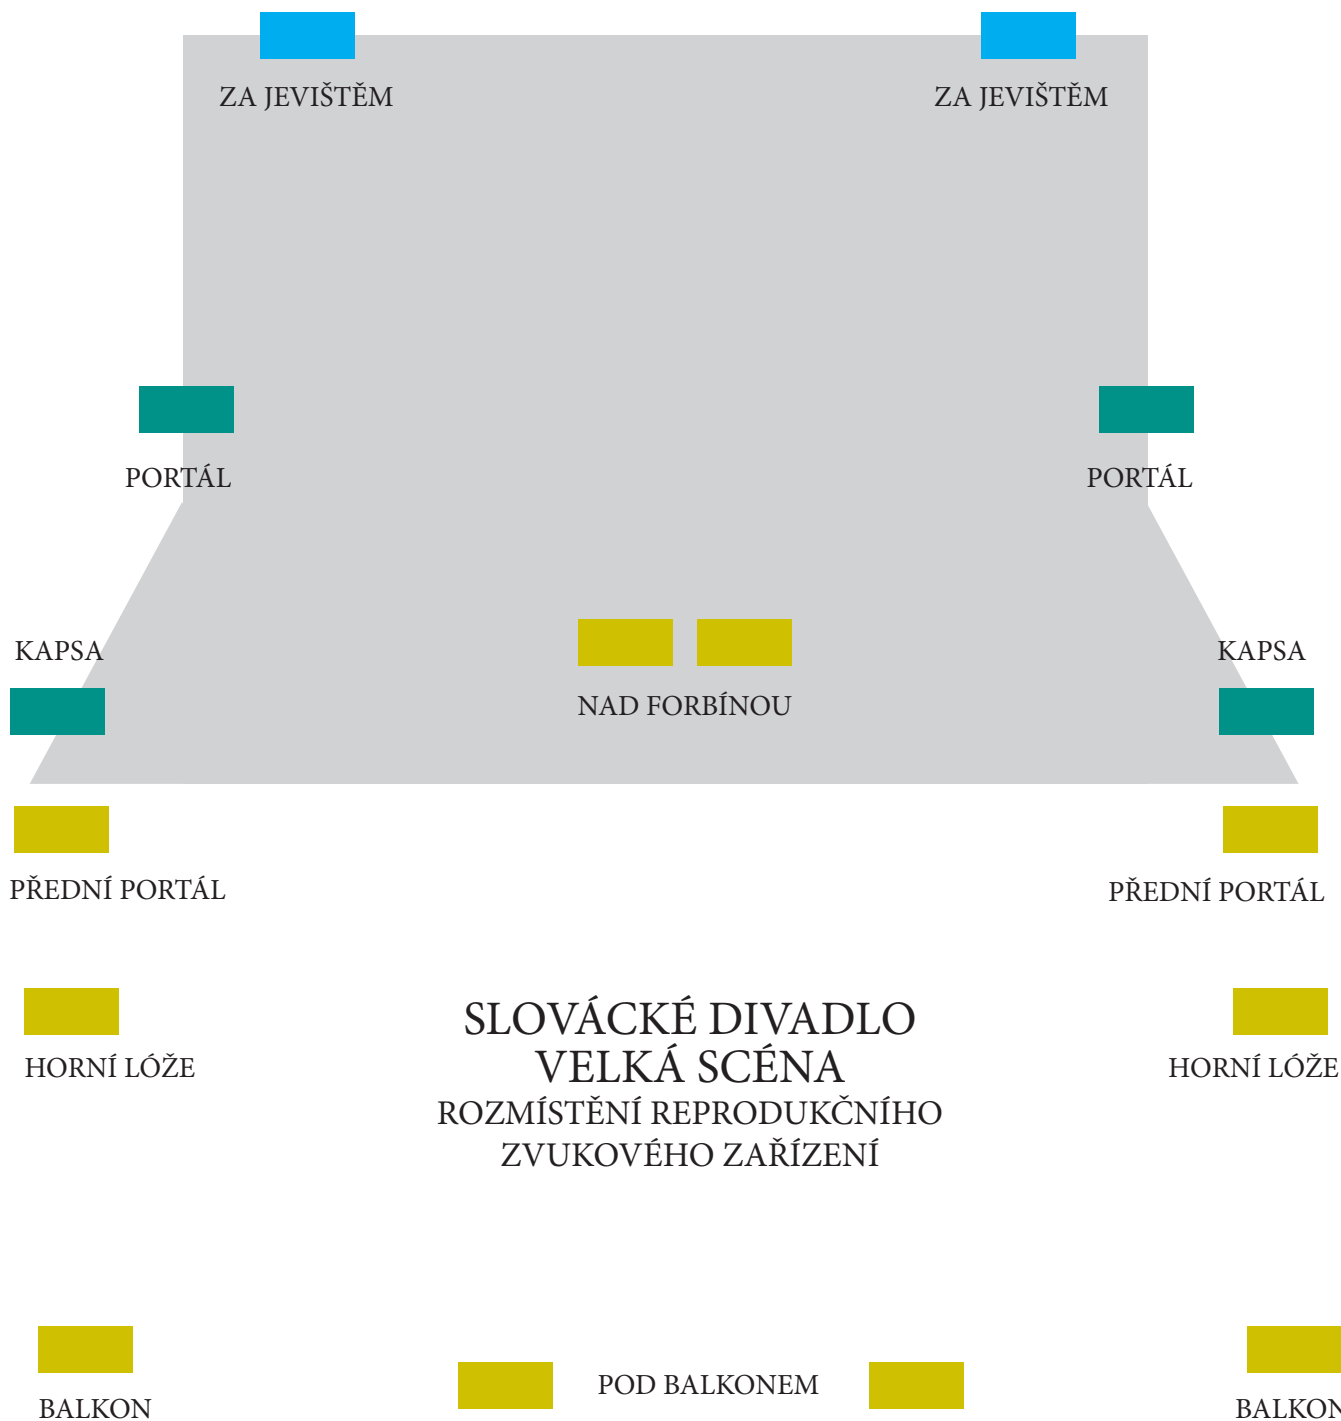 ZA JEVIŠTĚM
ZA JEVIŠTĚM
PORTÁL
PORTÁL
KAPSA
KAPSA
NAD FORBÍNOU
PŘEDNÍ PORTÁL
PŘEDNÍ PORTÁL
SLOVÁCKÉ DIVADLO
VELKÁ SCÉNA
ROZMÍSTĚNÍ REPRODUKČNÍHO
ZVUKOVÉHO ZAŘÍZENÍ
HORNÍ LÓŽE
HORNÍ LÓŽE
POD BALKONEM
BALKON
BALKON